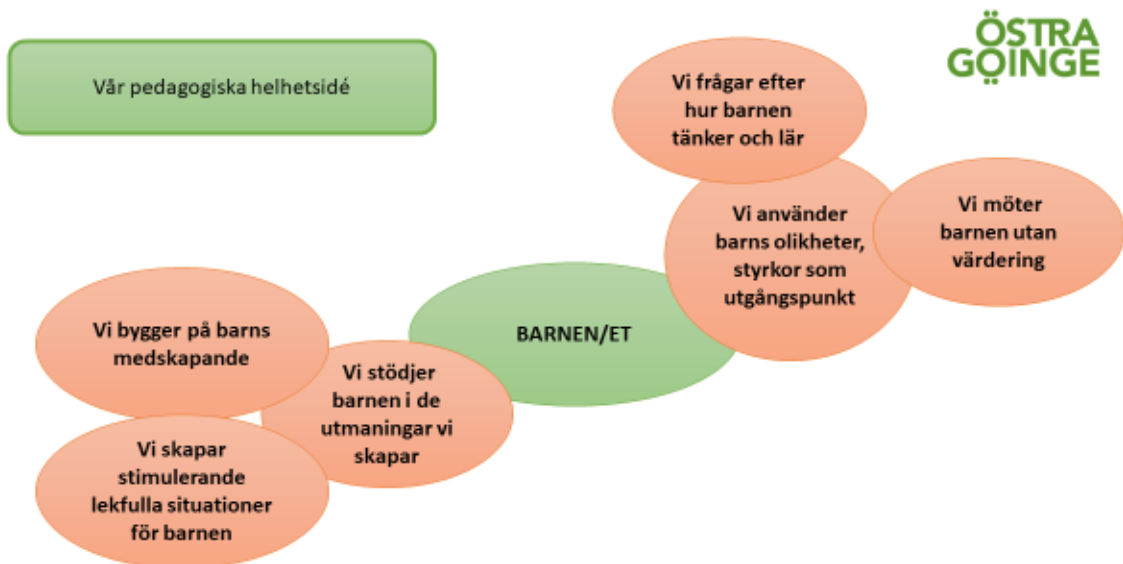 Vår pedagogiska helhetsidé
ÖSTRA
GÖINGE
Vi frågar efter
hur barnen
tänker och lär
Vi använder
barns olikheter,
styrkor som
utgångspunkt
Vi möter
barnen utan
värdering
BARNEN/ET
Vi bygger på barns
medskapande
Vi stödjer
barnen i de
utmaningar vi
skapar
Vi skapar
stimulerande
lekfulla situationer
för barnen